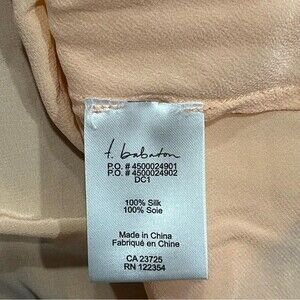 t. babaton
P.O. # 4500024901
P.O. # 4500024902
DC1
100% Silk
100% Soie
Made in China
Fabriqué en Chine
CA 23725
RN 122354